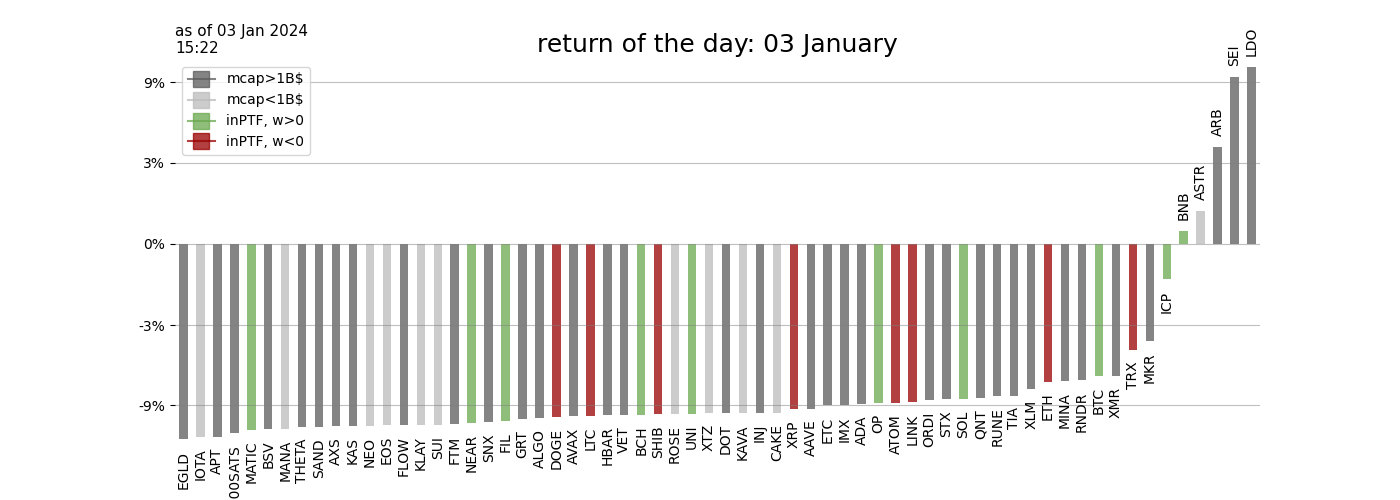 as of 03 Jan 2024
15:22
return of the day: 03 January
mcap>1B$
mcap<1B$
inPTF, w>0
inPTF, w<0
9%
3%
0%
-3%
-9%
EGLD
IOTA
APT
00SATS
MATIC
BSV
MANA
THETA
SAND
AXS
KAS
NEO
EOS
FLOW
KLAY
SUI
FTM
NEAR
SNX
FIL
GRT
ALGO
DOGE
AVAX
LTC
HBAR
VET
BCH
SHIB
ROSE
UNI
XTZ
DOT
KAVA
INJ
CAKE
XRP
AAVE
ETC
IMX
ADA
OP
ATOM
LINK
ORDI
STX
SOL
QNT
RUNE
TIA
XLM
ETH
MINA
RNDR
BTC
XMR
TRX
MKR
ICP
BNB
ASTR
ARB
SEI
LDO